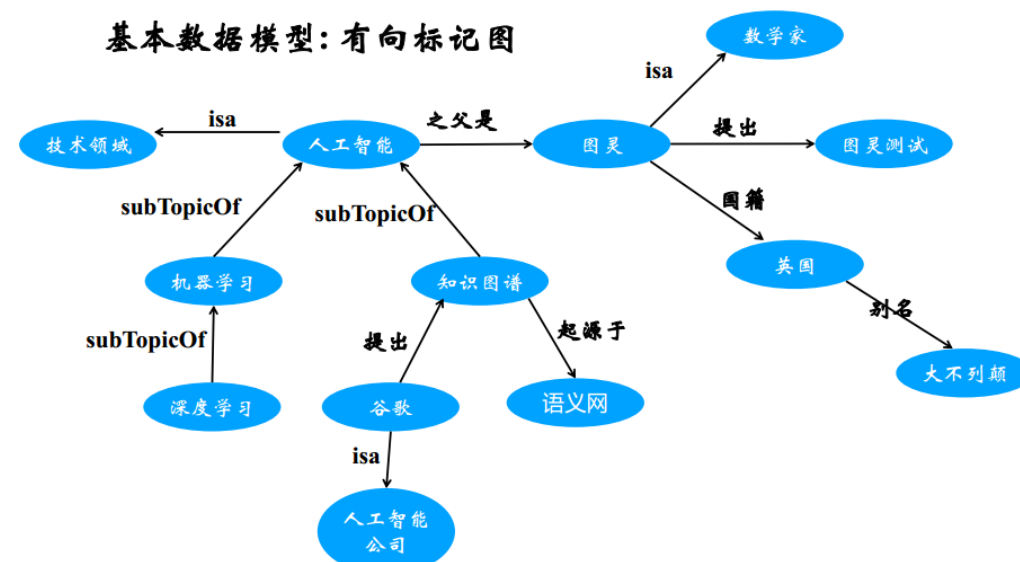 基本数据模型:有向标记图
数学家
isa
isa
之父是
提出
技术领域
人工智能
图灵
图灵测试
subTopicOf
subTopicOf
国籍
英国
机器学习
知识图谱
别名
提出
起源于
subTopicOf
大不列颠
深度学习
谷歌
语义网
isa
人工智能
公司